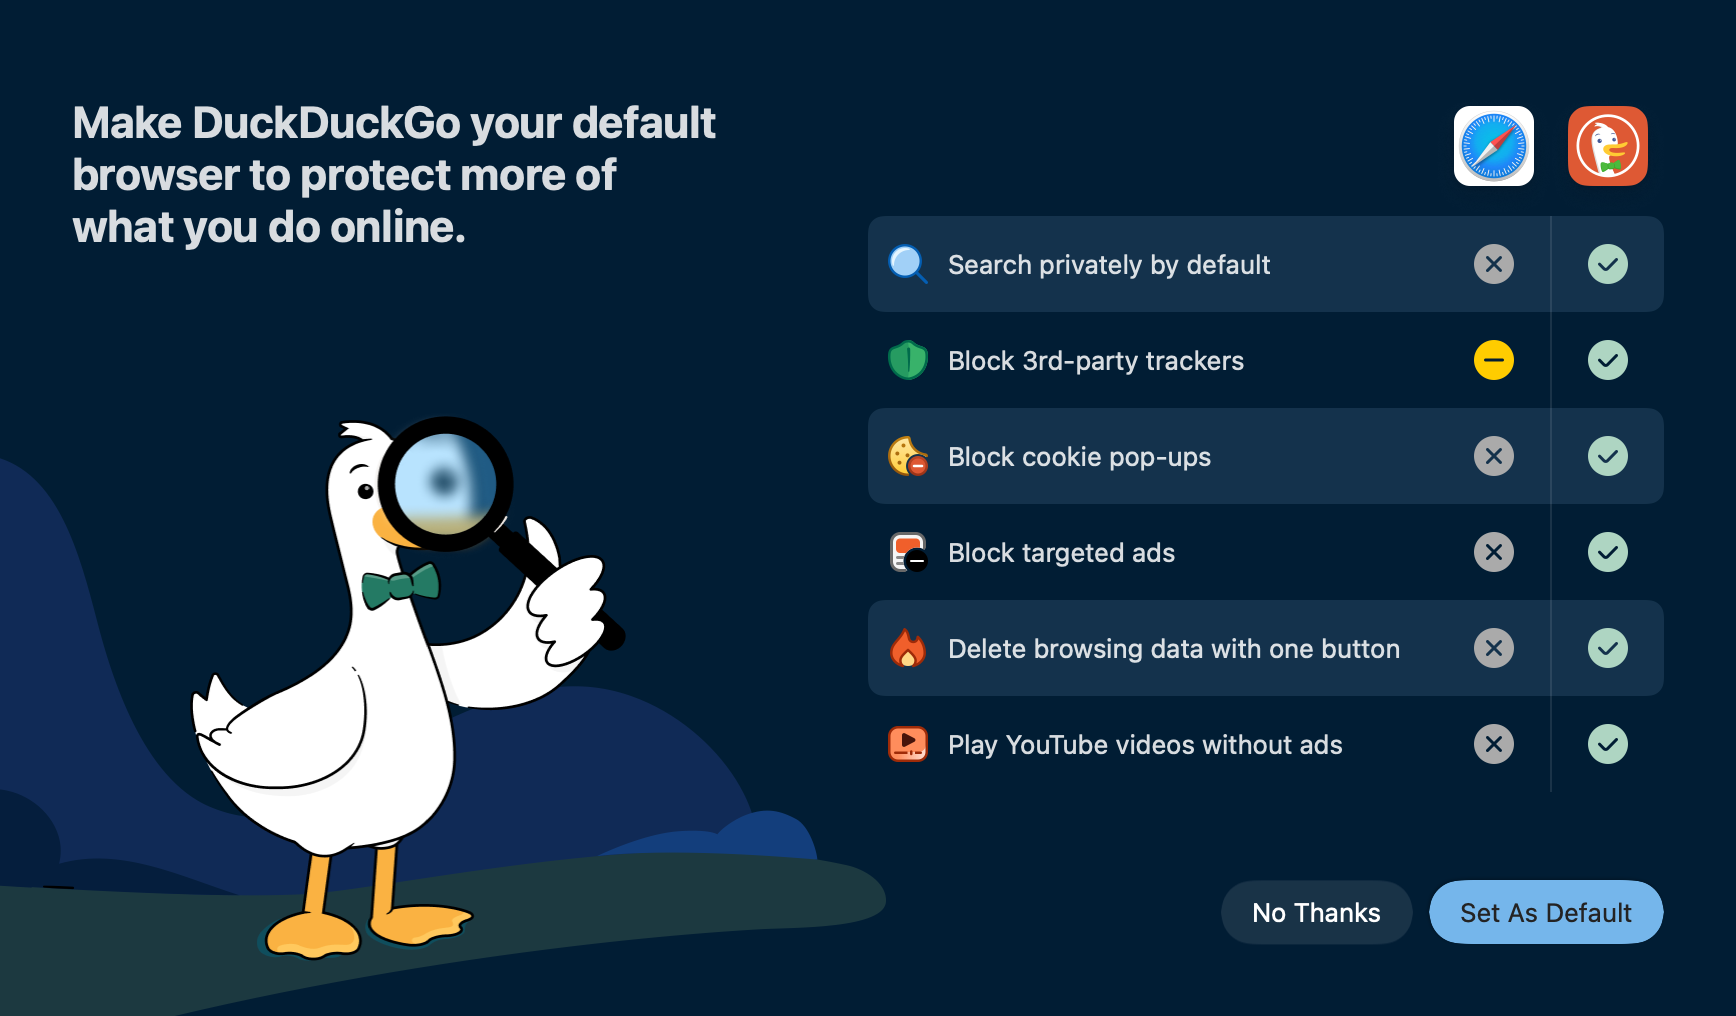 Make DuckDuckGo your default
browser to protect more of
what you do online.
Search privately by default
Block 3rd-party trackers
Block cookie pop-ups
Block targeted ads
Delete browsing data with one button
Play YouTube videos without ads
No Thanks
Set As Default